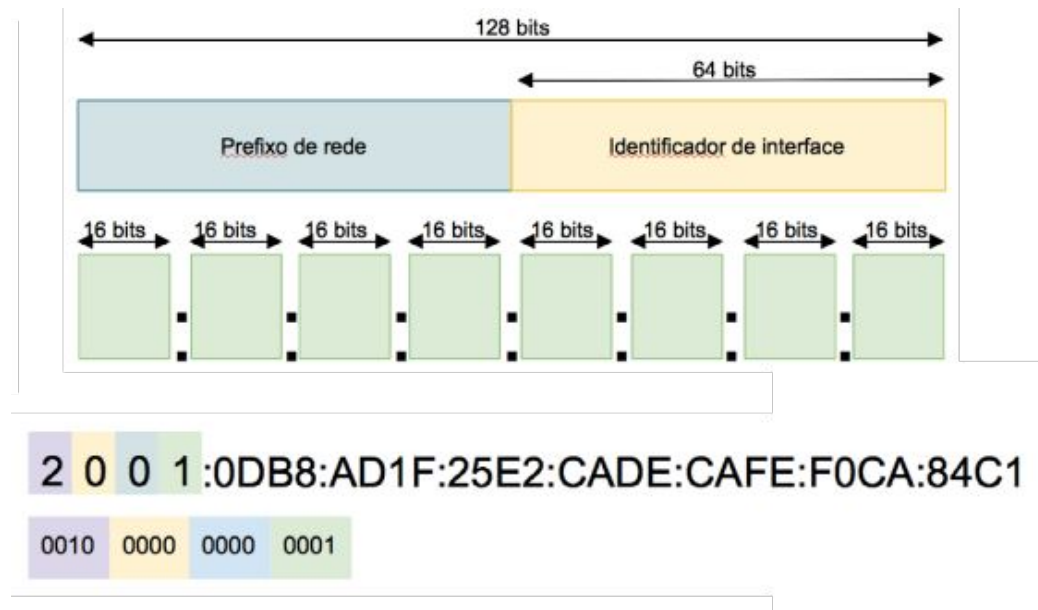 128 bits
64 bits
Prefixo de rede
Identificador de interface
16 bits 16 bits 16 bits 16 bits 16 bits 16 bits 16 bits 16 bits
: : : : : : :
2001:0DB8:AD1F:25E2:CADE:CAFE:F0CA:84C1
0010 0000 0000 0001